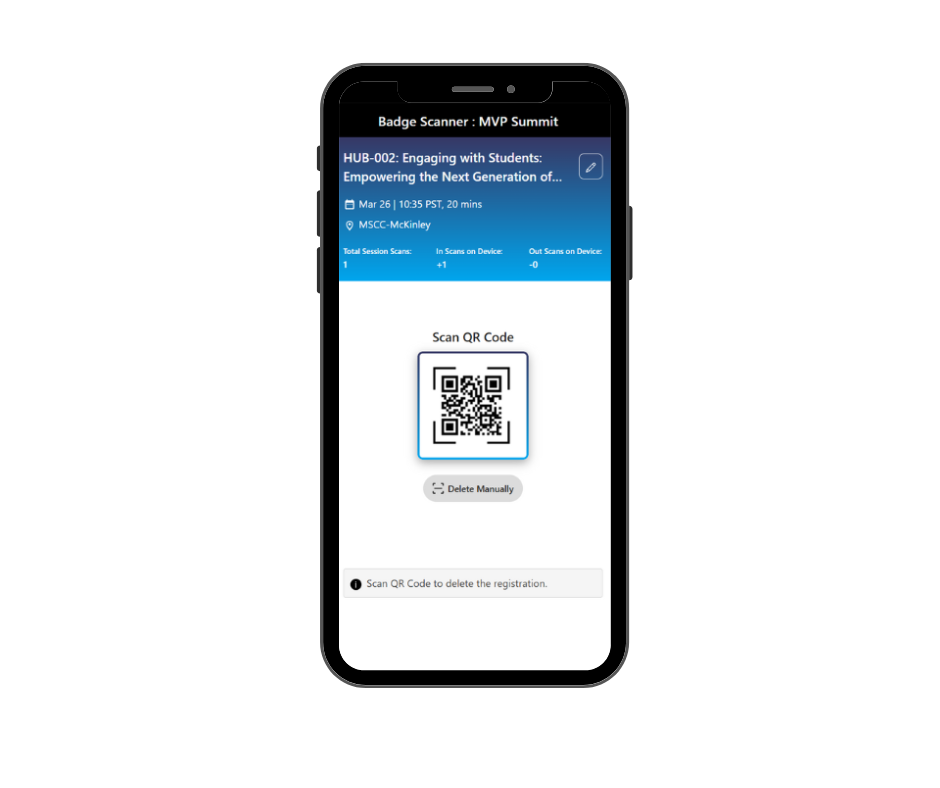 Badge Scanner : MVP Summit
HUB-002: Engaging with Students:
Empowering the Next Generation of...
Mar 26 | 10:35 PST, 20 mins
MSCC-McKinley
Total Session Scans: In Scans on Device: Out Scans on Device:
1 +1 -0
Scan QR Code
Delete Manually
Scan QR Code to delete the registration.